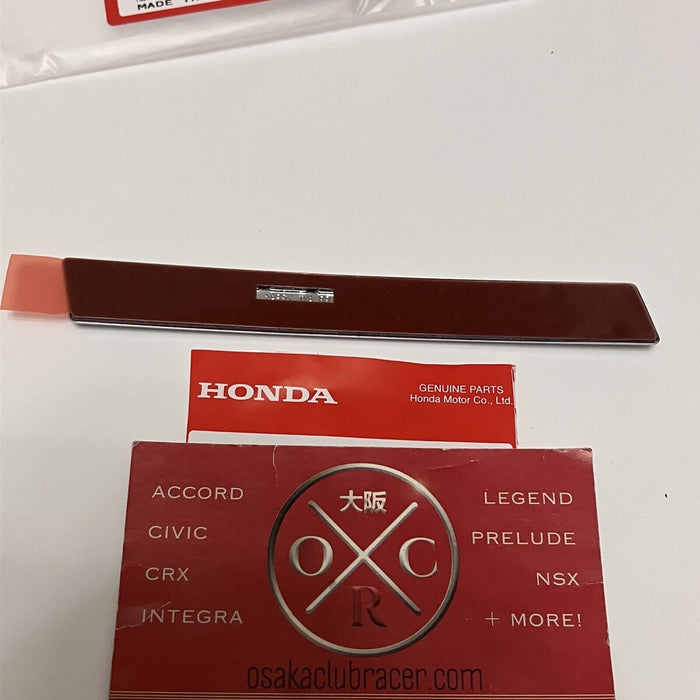 MADE
HONDA
GENUINE PARTS
Honda Motor Co., Ltd.
ACCORD
CIVIC
CRX
INTEGRA
大阪
O C
R
LEGEND
PRELUDE
NSX
+ MORE!
osakaclubracer.com